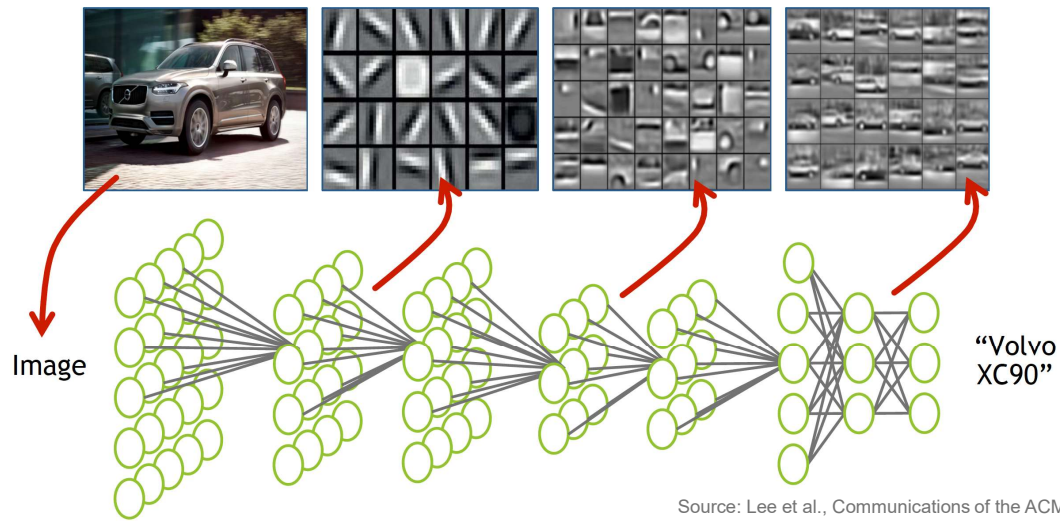 Image
“Volvo
XC90”
Source: Lee et al., Communications of the ACM